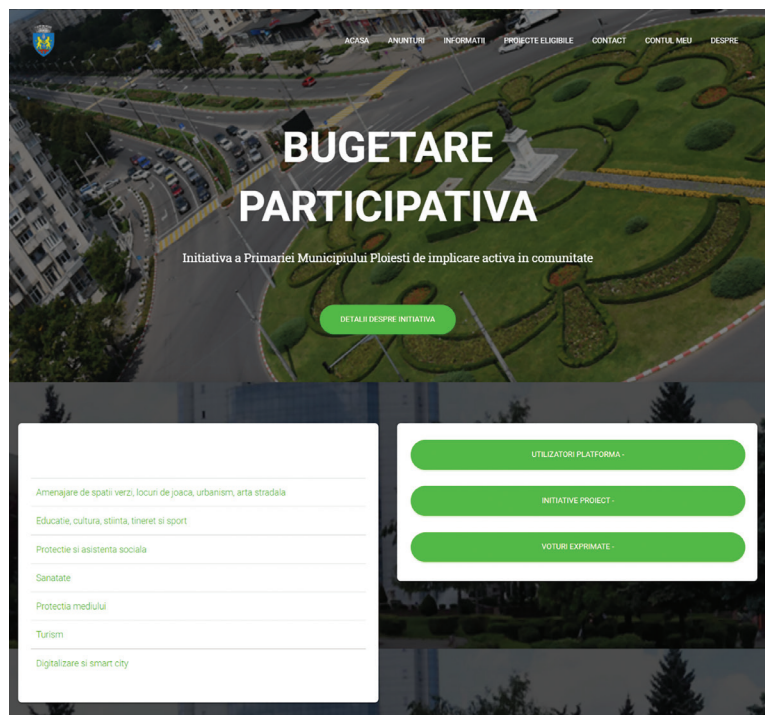 ACASA ANUNTURI INFORMATII PROIECTE ELIGIBILE CONTACT CONTUL MEU DESPRE
BUGETARE
PARTICIPATIVA
Initiativa a Primariei Municipiului Ploiesti de implicare activa in comunitate
DETALII DESPRE INITIATIVA
Amenajare de spatii verzi, locuri de joaca, urbanism, arta stradala
Educatie, cultura, stiinta, tineret si sport
Protectie si asistenta sociala
Sanatate
Protectia mediului
Turism
Digitalizare si smart city
UTILIZATORI PLATFORMA -
INITIATIVE PROIECT -
VOTURI EXPRIMATE -